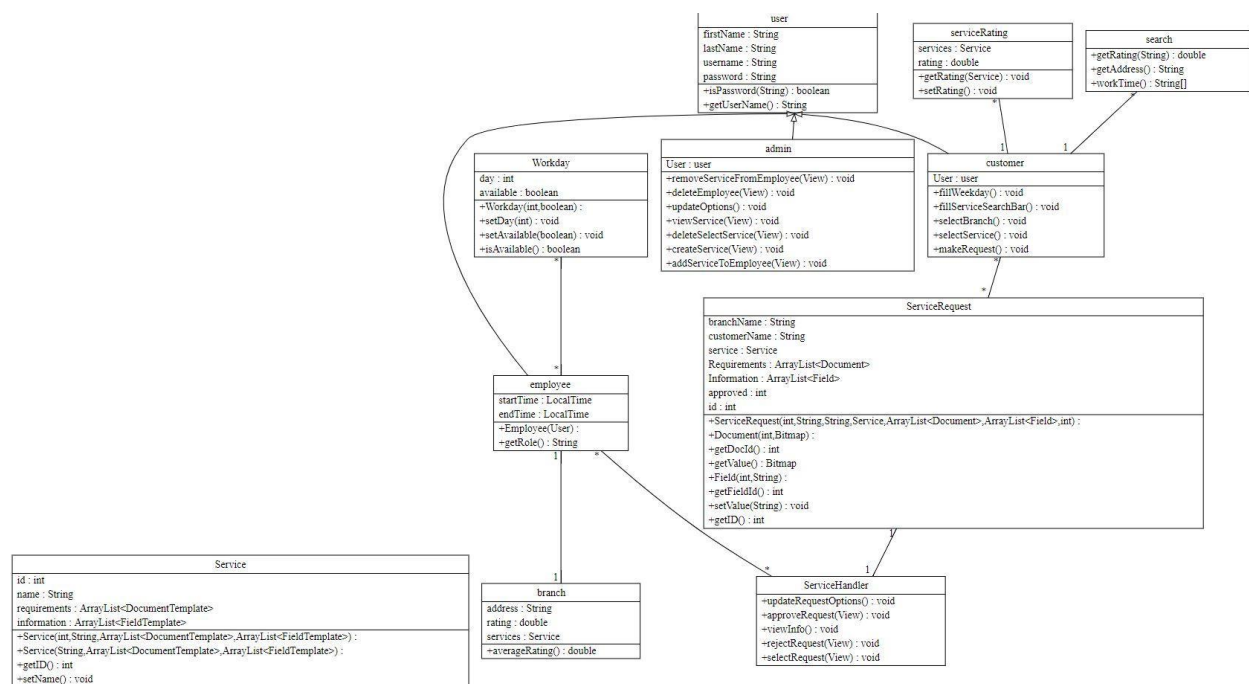 user
firstName : String
lastName : String
username : String
password : String
+isPassword(String) : boolean
+getUserName() : String
serviceRating
services : Service
rating : double
+getRating(Service) : void
+setRating() : void
*
1
search
+getRating(String) : double
+getAddress() : String
+workTime() : String[]
*
1
Workday
day : int
available : boolean
+Workday(int,boolean) :
+setDay(int) : void
+setAvailable(boolean) : void
+isAvailable() : boolean
*
*
admin
User : user
+removeServiceFromEmployee(View) : void
+deleteEmployee(View) : void
+updateOptions() : void
+viewService(View) : void
+deleteSelectService(View) : void
+createService(View) : void
+addServiceToEmployee(View) : void
customer
User : user
+fillWeekday() : void
+fillServiceSearchBar() : void
+selectBranch() : void
+selectService() : void
+makeRequest() : void
*
*
ServiceRequest
branchName : String
customerName : String
service : Service
Requirements : ArrayList<Document>
Information : ArrayList<Field>
approved : int
id : int
+ServiceRequest(int,String,String,Service,ArrayList<Document>,ArrayList<Field>,int) :
+Document(int,Bitmap) :
+getDocId() : int
+getValue() : Bitmap
+Field(int,String) :
+getFieldId() : int
+setValue(String) : void
+getID() : int
1
1
employee
startTime : LocalTime
endTime : LocalTime
+Employee(User) :
+getRole() : String
1
*
1
*
Service
id : int
name : String
requirements : ArrayList<DocumentTemplate>
information : ArrayList<FieldTemplate>
+Service(int,String,ArrayList<DocumentTemplate>,ArrayList<FieldTemplate>) :
+Service(String,ArrayList<DocumentTemplate>,ArrayList<FieldTemplate>) :
+getID() : int
+setName() : void
branch
address : String
rating : double
services : Service
+averageRating() : double
ServiceHandler
+updateRequestOptions() : void
+approveRequest(View) : void
+viewInfo() : void
+rejectRequest(View) : void
+selectRequest(View) : void